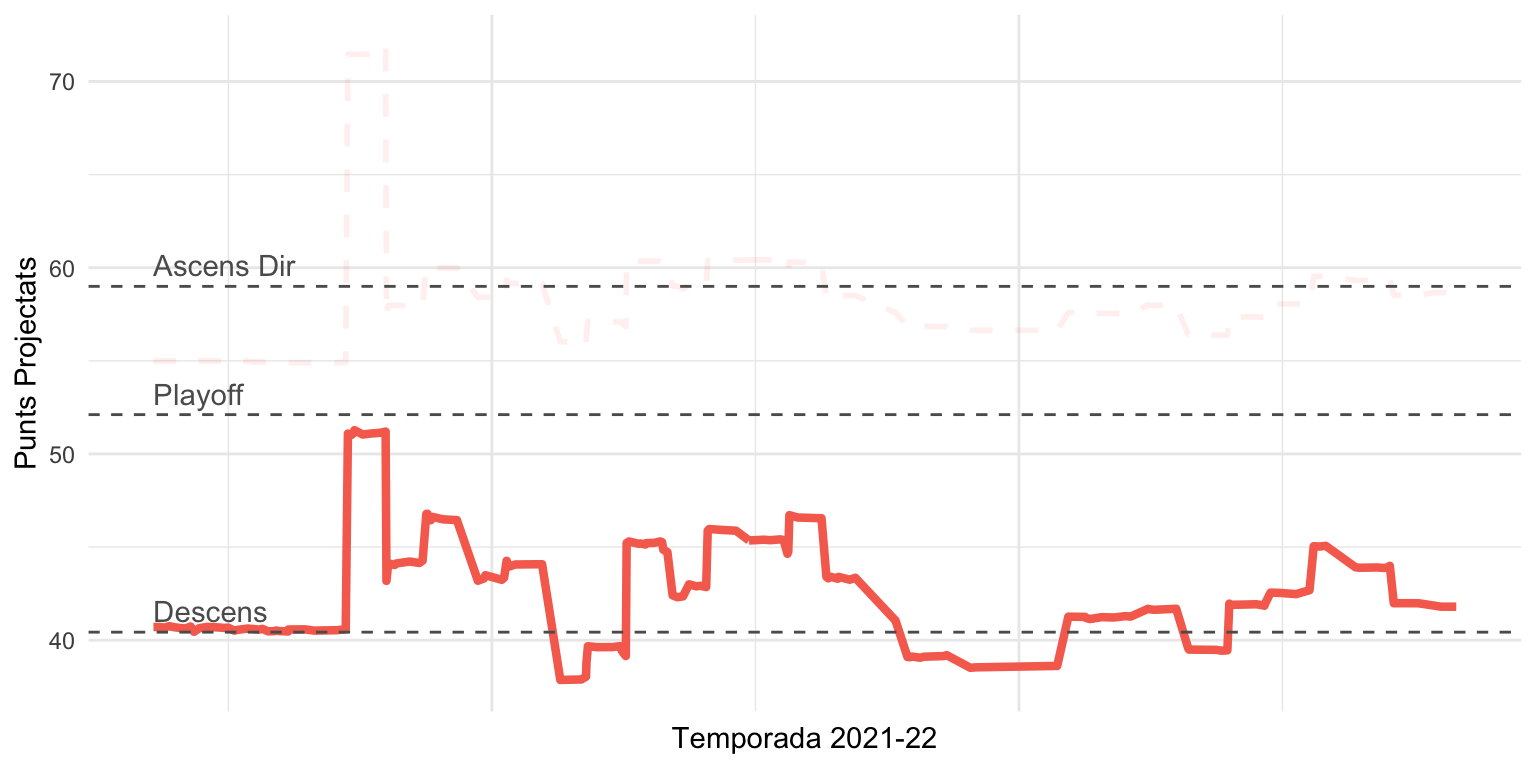 70
60
50
40
Punts Projectats
Ascens Dir
Playoff
Descens
Temporada 2021-22